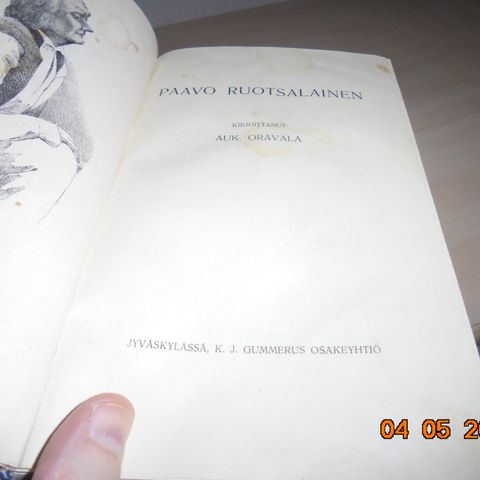 PAAVO RUOTSALAINEN
KIRJOITTANUT
AUK. ORAVALA
JYVÄSKYLÄSSÄ, K. J. GUMMERUS OSAKEYHTIÖ
04 05 20